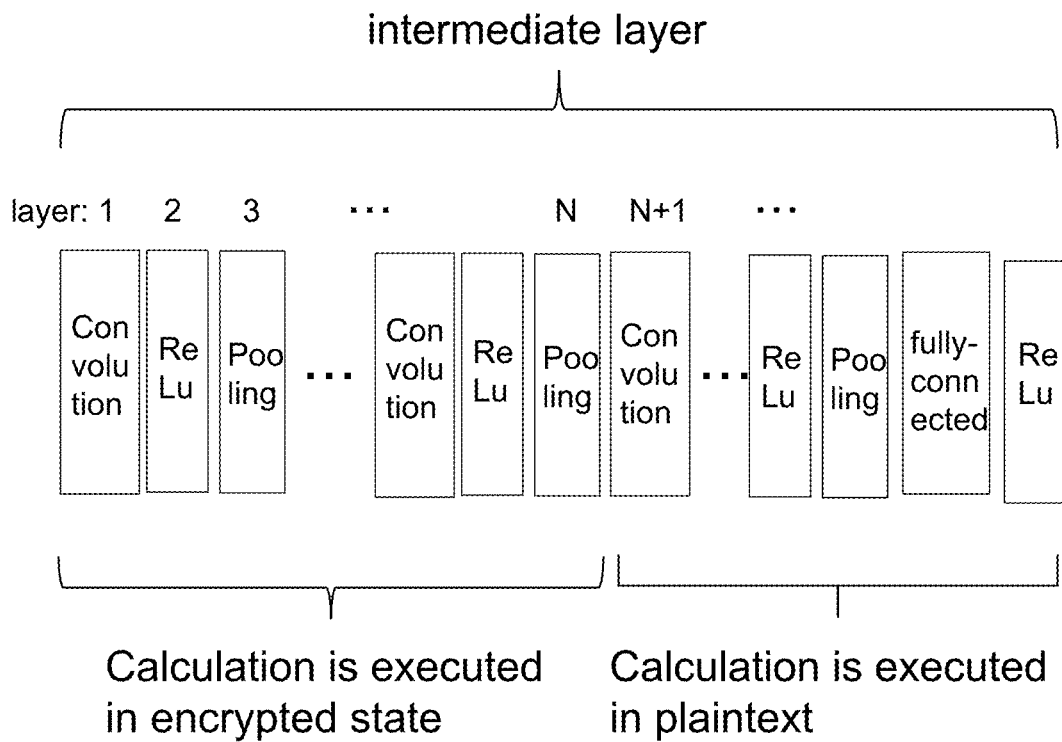 intermediate layer
layer: 1 2 3 ... N N+1 ...
Con
volu
tion
Re
Lu
Poo
ling
...
Con
volu
tion
Re
Lu
Poo
ling
Con
volu
tion
...
Re
Lu
Poo
ling
fully-
conn
ected
Re
Lu
Calculation is executed
in encrypted state
Calculation is executed
in plaintext